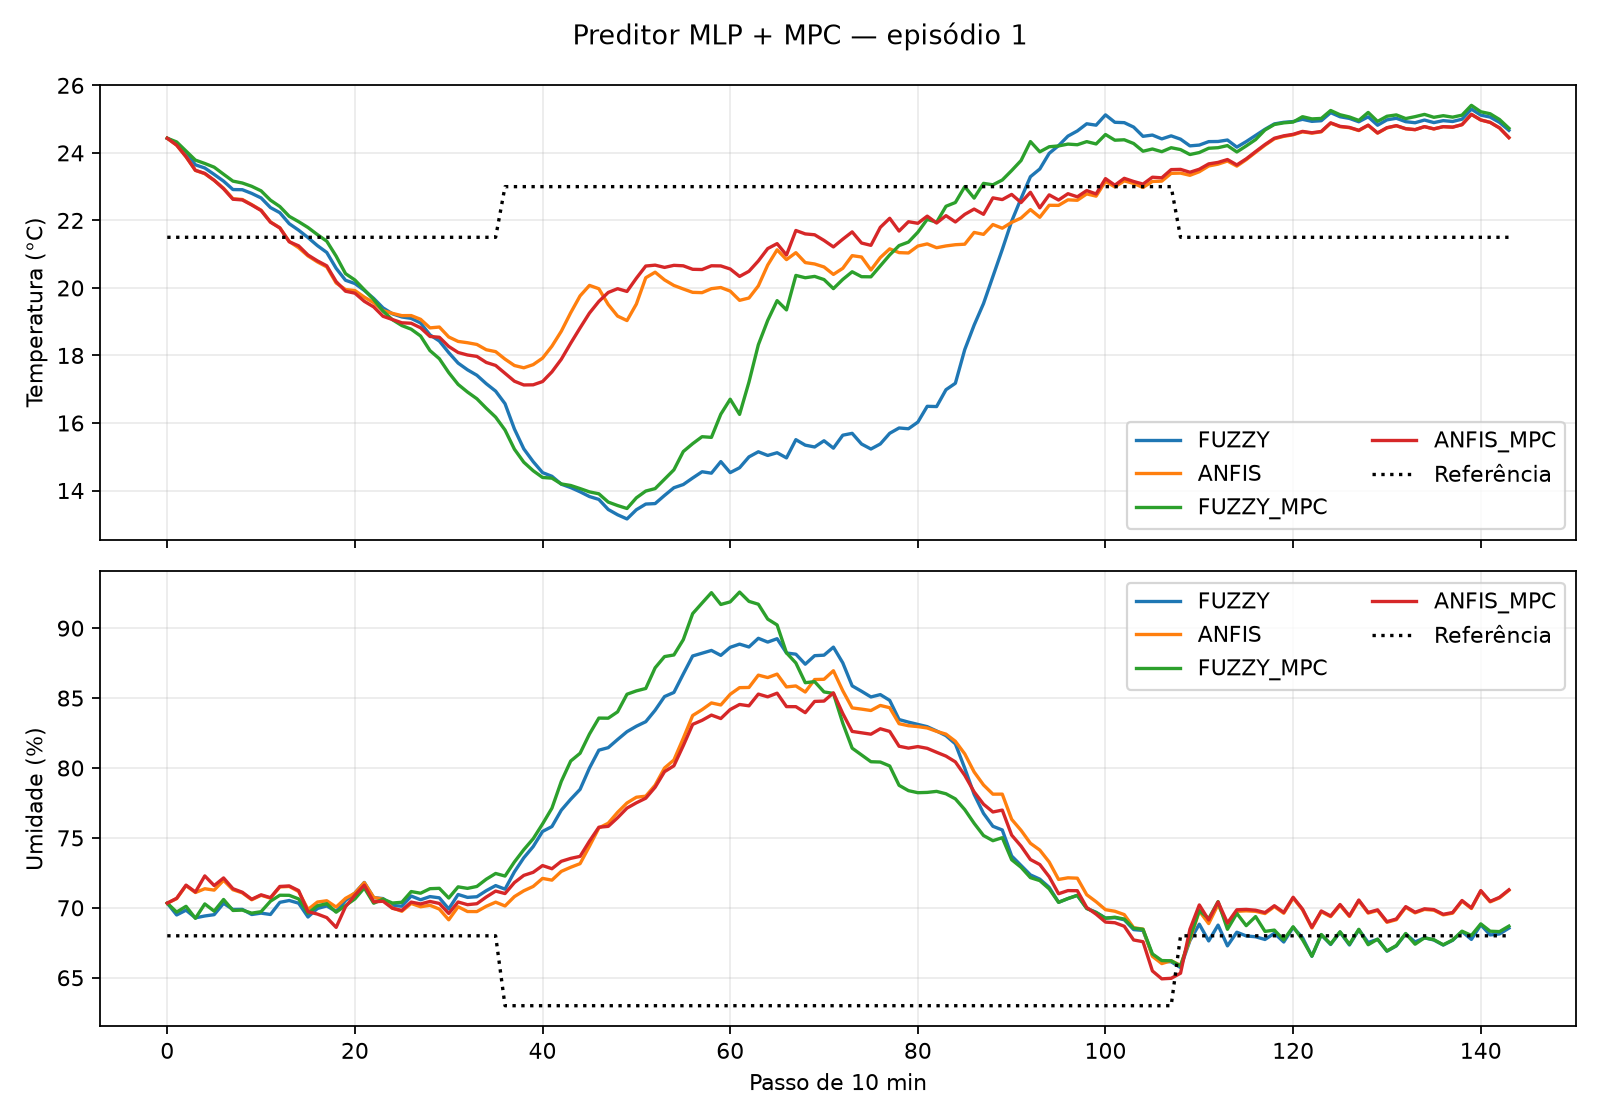 Preditor MLP + MPC — episódio 1
26
24
22
20
18
16
14
Temperatura (°C)
FUZZY
ANFIS
FUZZY_MPC
ANFIS_MPC
Referência
90
85
80
75
70
65
Umidade (%)
FUZZY
ANFIS
FUZZY_MPC
ANFIS_MPC
Referência
0 20 40 60 80 100 120 140
Passo de 10 min